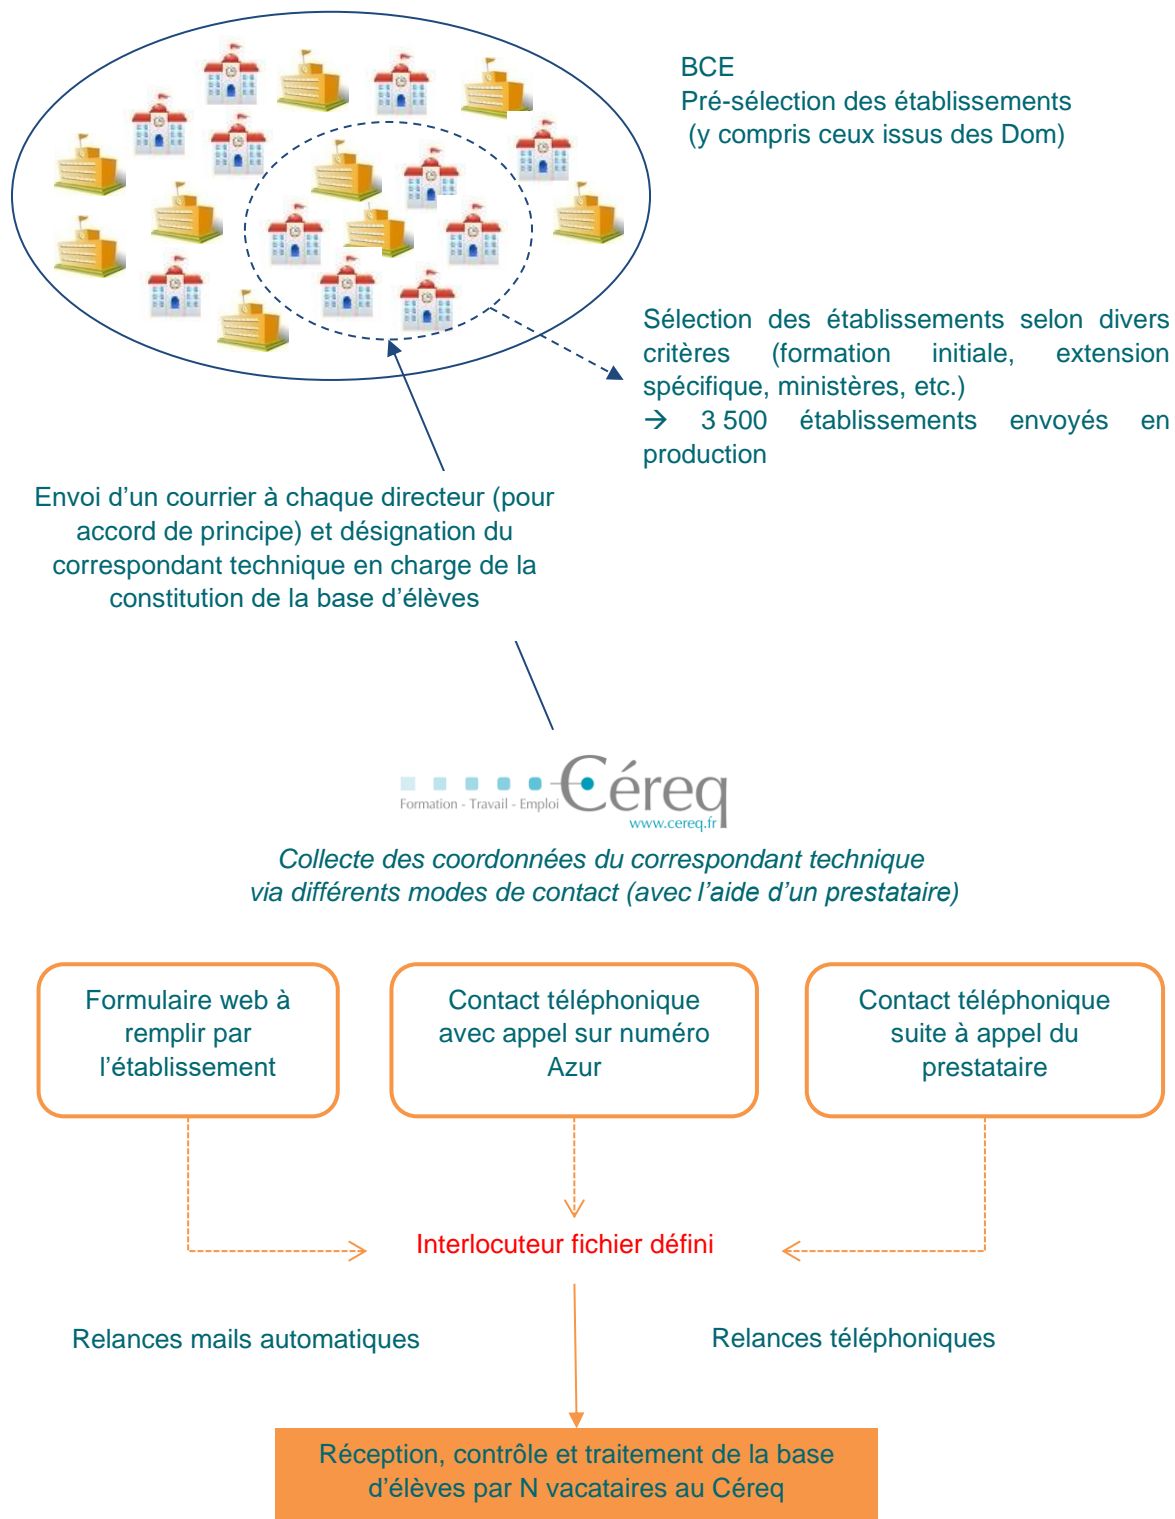 BCE
Pré-sélection des établissements
(y compris ceux issus des Dom)
Sélection des établissements selon divers
critères (formation initiale, extension
spécifique, ministères, etc.)
→ 3 500 établissements envoyés en
production
Envoi d’un courrier à chaque directeur (pour
accord de principe) et désignation du
correspondant technique en charge de la
constitution de la base d’élèves
Céreq
Formation - Travail - Emploi
www.cereq.fr
Collecte des coordonnées du correspondant technique
via différents modes de contact (avec l’aide d’un prestataire)
Formulaire web à
remplir par
l’établissement
Contact téléphonique
avec appel sur numéro
Azur
Contact téléphonique
suite à appel du
prestataire
Interlocuteur fichier défini
Relances mails automatiques
Relances téléphoniques
Réception, contrôle et traitement de la base
d’élèves par N vacataires au Céreq